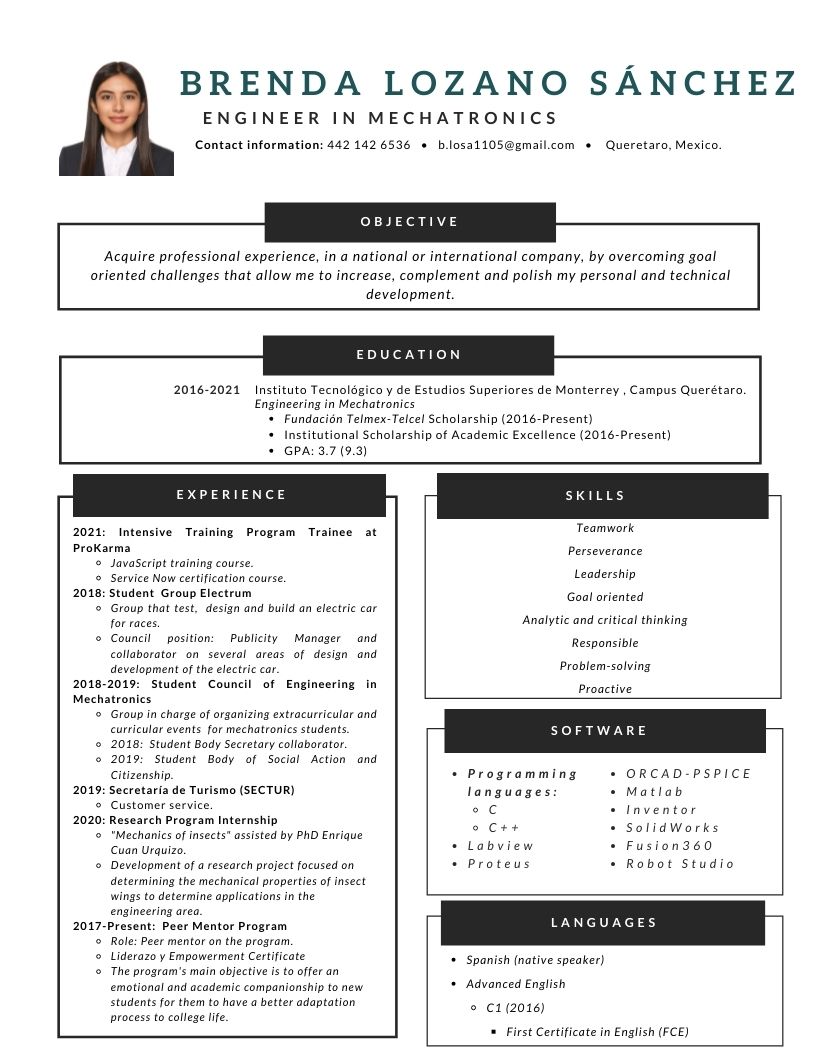 BRENDA LOZANO SÁNCHEZ
ENGINEER IN MECHATRONICS
Contact information: 442 142 6536 • b.losa1105@gmail.com • Queretaro, Mexico.
OBJECTIVE
Acquire professional experience, in a national or international company, by overcoming goal
oriented challenges that allow me to increase, complement and polish my personal and technical
development.
EDUCATION
2016-2021 Instituto Tecnológico y de Estudios Superiores de Monterrey , Campus Querétaro.
Engineering in Mechatronics
• Fundación Telmex-Telcel Scholarship (2016-Present)
• Institutional Scholarship of Academic Excellence (2016-Present)
• GPA: 3.7 (9.3)
EXPERIENCE
2021: Intensive Training Program Trainee at
ProKarma
◦ JavaScript training course.
◦ Service Now certification course.
2018: Student Group Electrum
◦ Group that test, design and build an electric car
for races.
◦ Council position: Publicity Manager and
collaborator on several areas of design and
development of the electric car.
2018-2019: Student Council of Engineering in
Mechatronics
◦ Group in charge of organizing extracurricular and
curricular events for mechatronics students.
◦ 2018: Student Body Secretary collaborator.
◦ 2019: Student Body of Social Action and
Citizenship.
2019: Secretaría de Turismo (SECTUR)
◦ Customer service.
2020: Research Program Internship
◦ "Mechanics of insects" assisted by PhD Enrique
Cuan Urquizo.
◦ Development of a research project focused on
determining the mechanical properties of insect
wings to determine applications in the
engineering area.
2017-Present: Peer Mentor Program
◦ Role: Peer mentor on the program.
◦ Liderazo y Empowerment Certificate
◦ The program's main objective is to offer an
emotional and academic companionship to new
students for them to have a better adaptation
process to college life.
SKILLS
Teamwork
Perseverance
Leadership
Goal oriented
Analytic and critical thinking
Responsible
Problem-solving
Proactive
SOFTWARE
• Programming
languages:
◦ C
◦ C++
• Labview
• Proteus
• ORCAD-PSPICE
• Matlab
• Inventor
• SolidWorks
• Fusion360
• Robot Studio
LANGUAGES
• Spanish (native speaker)
• Advanced English
◦ C1 (2016)
▪ First Certificate in English (FCE)